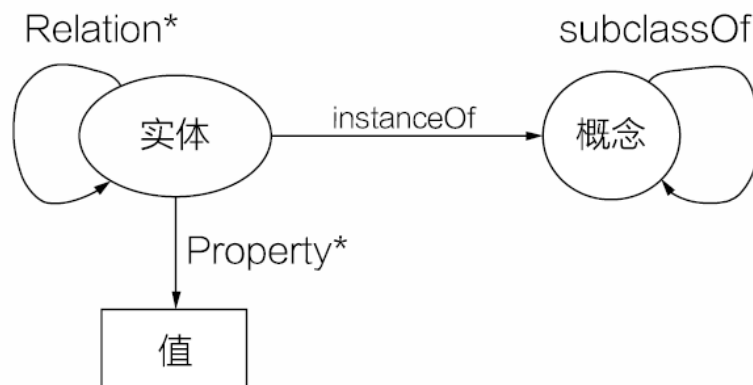 Relation*
subclassOf
实体
instanceOf
概念
Property*
值